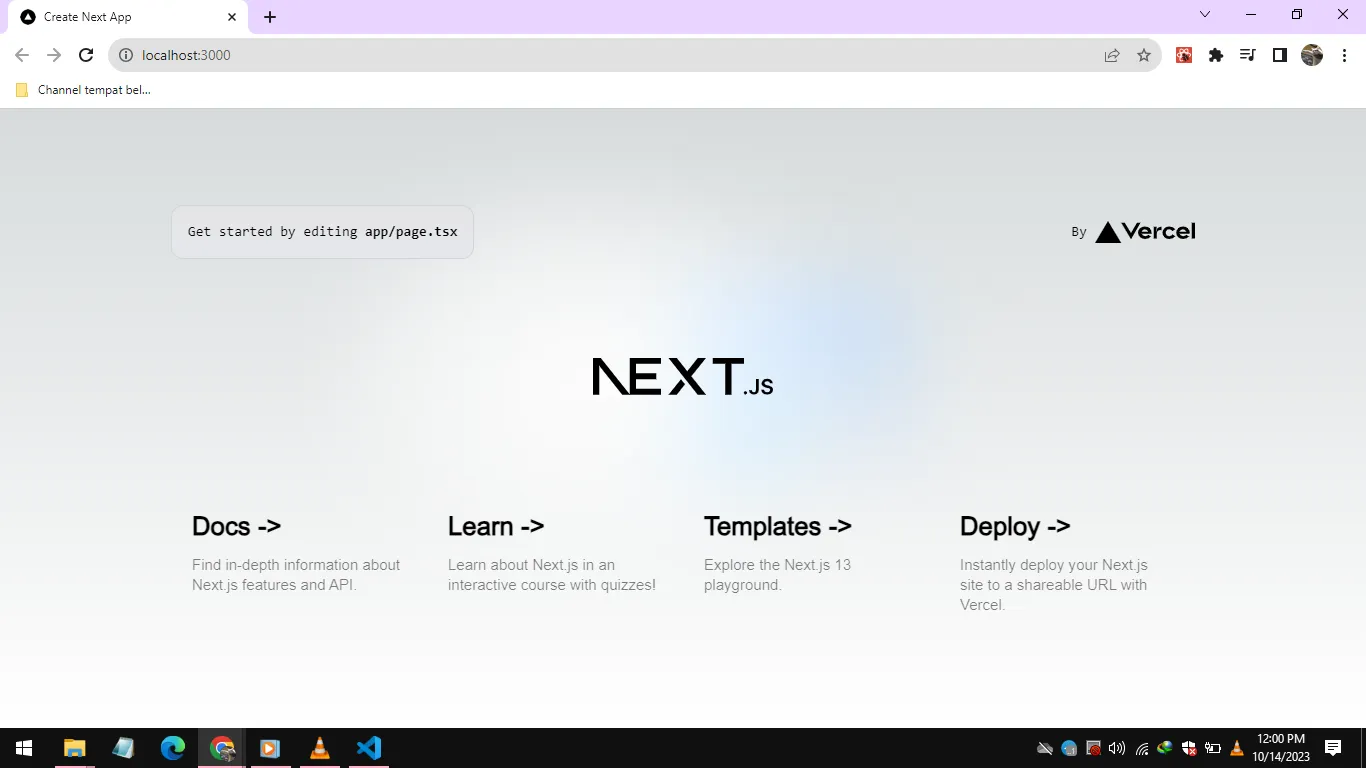 Create Next App
localhost:3000
Channel tempat bel...
Get started by editing app/page.tsx
By Vercel
NEXT.JS
Docs ->
Find in-depth information about
Next.js features and API.
Learn ->
Learn about Next.js in an
interactive course with quizzes!
Templates ->
Explore the Next.js 13
playground.
Deploy ->
Instantly deploy your Next.js
site to a shareable URL with
Vercel.
12:00 PM
10/14/2023